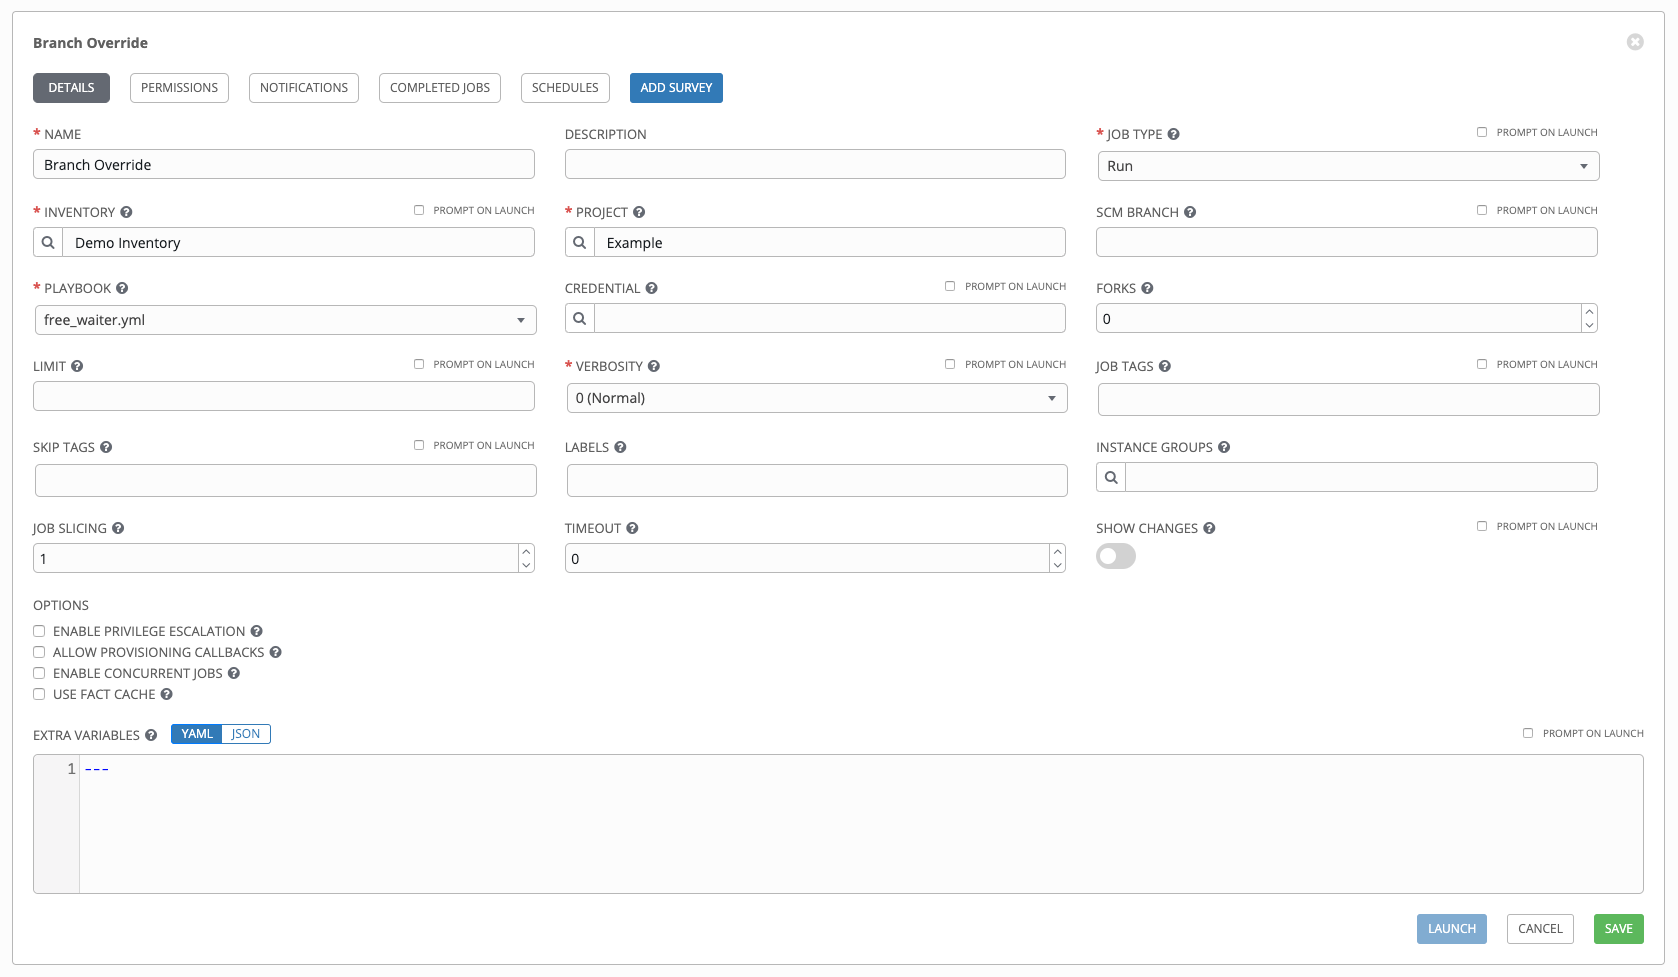 Branch Override
DETAILS PERMISSIONS NOTIFICATIONS COMPLETED JOBS SCHEDULES ADD SURVEY
* NAME DESCRIPTION * JOB TYPE PROMPT ON LAUNCH
Branch Override Run
* INVENTORY PROMPT ON LAUNCH * PROJECT SCM BRANCH PROMPT ON LAUNCH
Demo Inventory Example
* PLAYBOOK CREDENTIAL PROMPT ON LAUNCH FORKS
free_waiter.yml 0
LIMIT PROMPT ON LAUNCH * VERBOSITY PROMPT ON LAUNCH JOB TAGS PROMPT ON LAUNCH
0 (Normal)
SKIP TAGS PROMPT ON LAUNCH LABELS INSTANCE GROUPS
JOB SLICING TIMEOUT SHOW CHANGES PROMPT ON LAUNCH
1 0
OPTIONS
ENABLE PRIVILEGE ESCALATION
ALLOW PROVISIONING CALLBACKS
ENABLE CONCURRENT JOBS
USE FACT CACHE
EXTRA VARIABLES YAML JSON PROMPT ON LAUNCH
1 ---
LAUNCH CANCEL SAVE